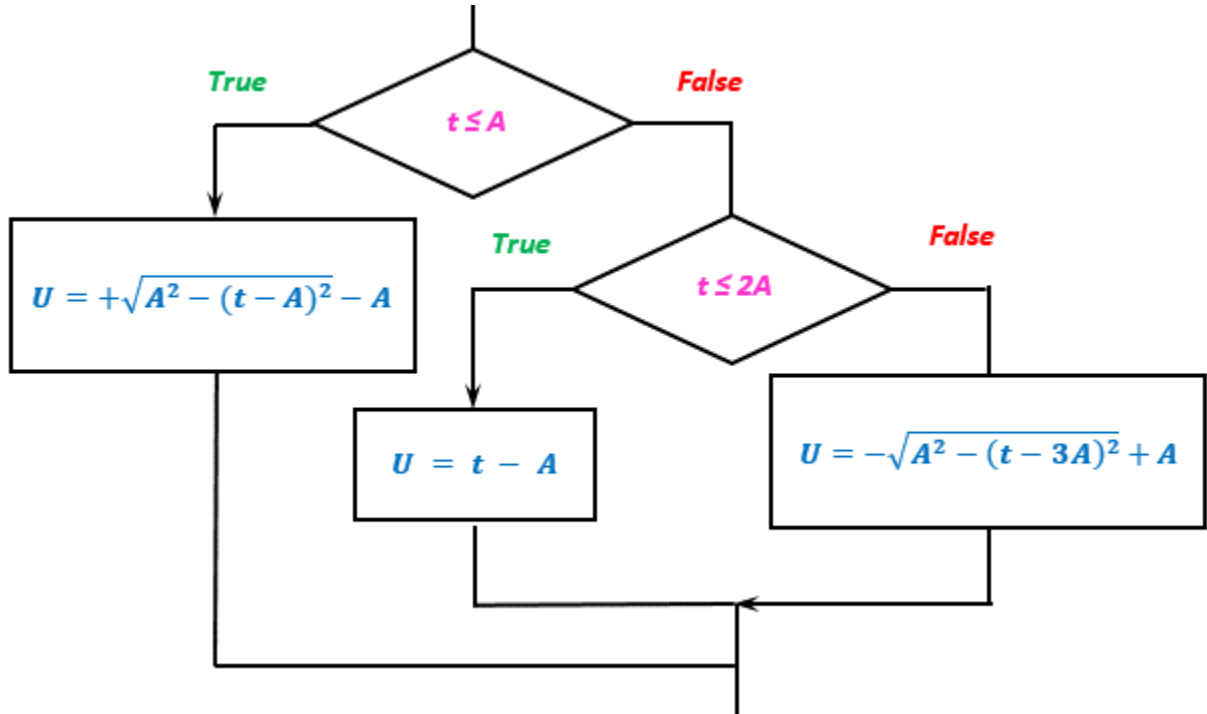 True
False
t ≤ A
True
False
t ≤ 2A
U = +√(A² − (t − A)²) − A
U = t − A
U = −√(A² − (t − 3A)²) + A